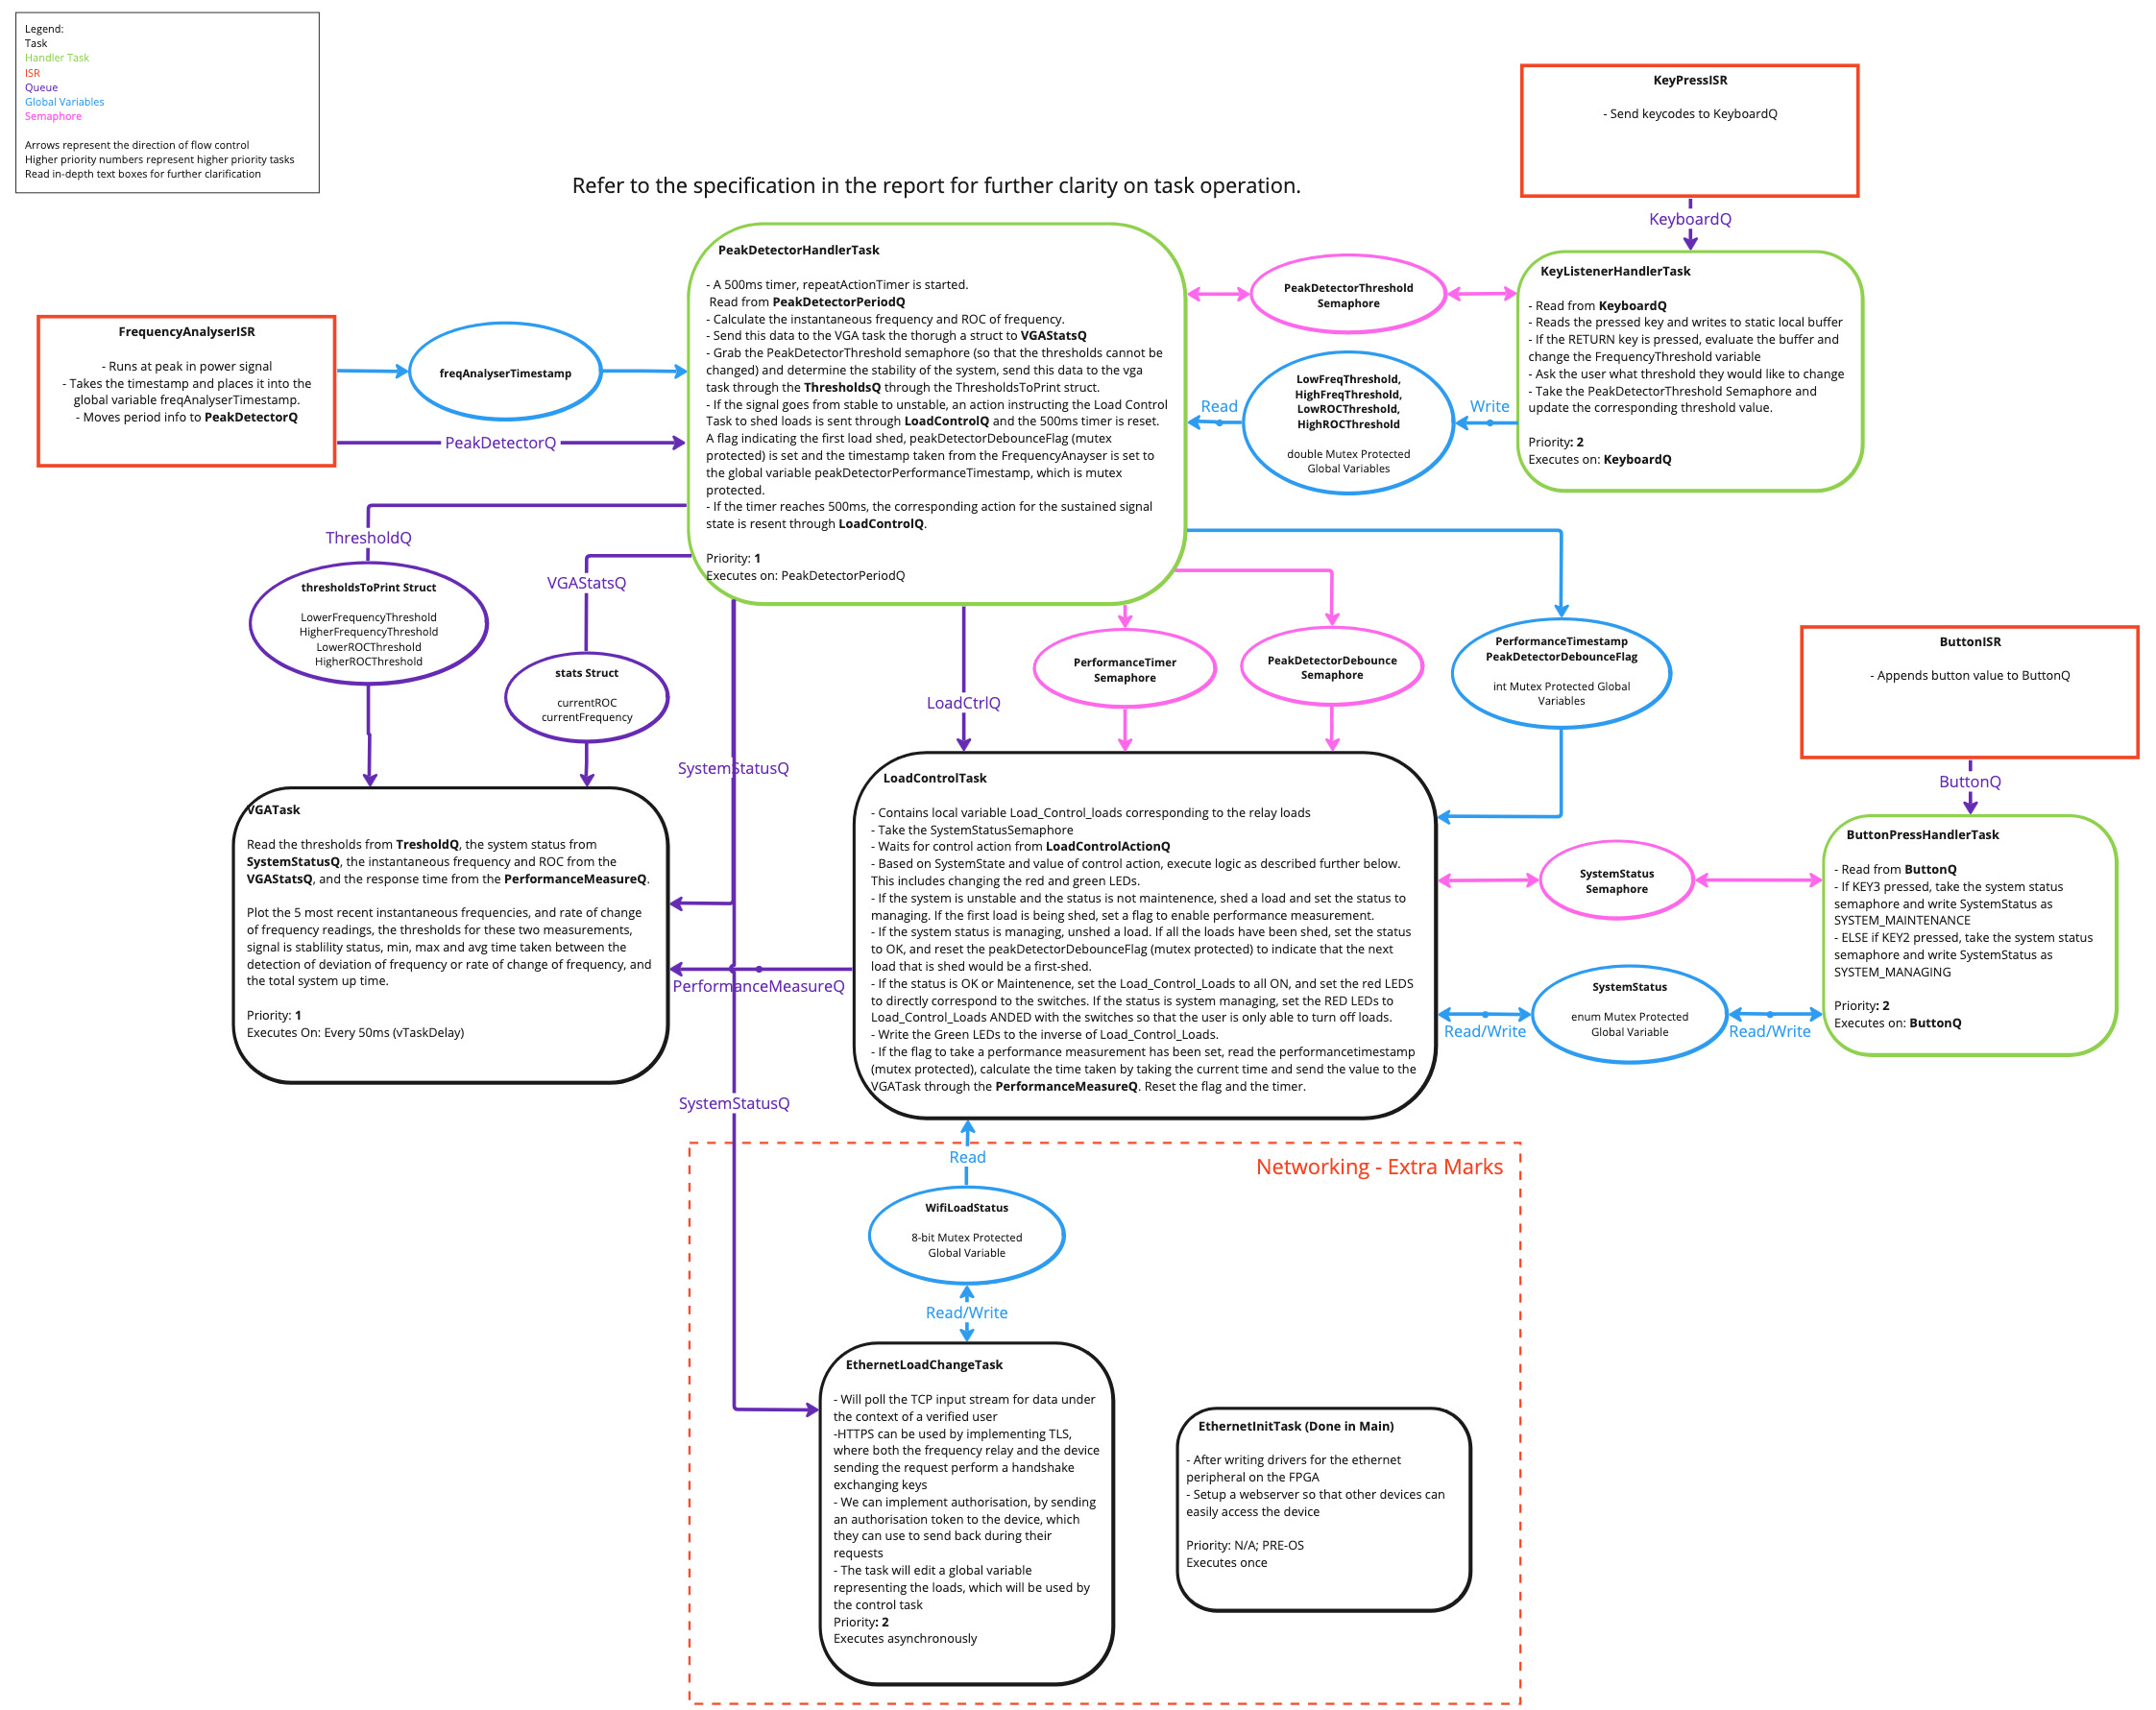 Legend:
Task
Handler Task
ISR
Queue
Global Variables
Semaphore
Arrows represent the direction of flow control
Higher priority numbers represent higher priority tasks
Read in-depth text boxes for further clarification
Refer to the specification in the report for further clarity on task operation.
KeyPressISR
- Send keycodes to KeyboardQ
KeyboardQ
FrequencyAnalyserISR
- Runs at peak in power signal
- Takes the timestamp and places it into the
global variable freqAnalyserTimestamp.
- Moves period info to PeakDetectorQ
freqAnalyserTimestamp
PeakDetectorQ
PeakDetectorHandlerTask
- A 500ms timer, repeatActionTimer is started.
Read from PeakDetectorPeriodQ
- Calculate the instantaneous frequency and ROC of frequency.
- Send this data to the VGA task the thorugh a struct to VGAStatsQ
- Grab the PeakDetectorThreshold semaphore (so that the thresholds cannot be
changed) and determine the stability of the system, send this data to the vga
task through the ThresholdsQ through the ThresholdsToPrint struct.
- If the signal goes from stable to unstable, an action instructing the Load Control
Task to shed loads is sent through LoadControlQ and the 500ms timer is reset.
A flag indicating the first load shed, peakDetectorDebounceFlag (mutex
protected) is set and the timestamp taken from the FrequencyAnayser is set to
the global variable peakDetectorPerformanceTimestamp, which is mutex
protected.
- If the timer reaches 500ms, the corresponding action for the sustained signal
state is resent through LoadControlQ.
Priority: 1
Executes on: PeakDetectorPeriodQ
PeakDetectorThreshold
Semaphore
Read
LowFreqThreshold,
HighFreqThreshold,
LowROCThreshold,
HighROCThreshold
double Mutex Protected
Global Variables
Write
KeyListenerHandlerTask
- Read from KeyboardQ
- Reads the pressed key and writes to static local buffer
- If the RETURN key is pressed, evaluate the buffer and
change the FrequencyThreshold variable
- Ask the user what threshold they would like to change
- Take the PeakDetectorThreshold Semaphore and
update the corresponding threshold value.
Priority: 2
Executes on: KeyboardQ
ThresholdQ
thresholdsToPrint Struct
LowerFrequencyThreshold
HigherFrequencyThreshold
LowerROCThreshold
HigherROCThreshold
VGAStatsQ
stats Struct
currentROC
currentFrequency
SystemStatusQ
LoadCtrlQ
PerformanceTimer
Semaphore
PeakDetectorDebounce
Semaphore
PerformanceTimestamp
PeakDetectorDebounceFlag
int Mutex Protected Global
Variables
ButtonISR
- Appends button value to ButtonQ
ButtonQ
VGATask
Read the thresholds from TresholdQ, the system status from
SystemStatusQ, the instantaneous frequency and ROC from the
VGAStatsQ, and the response time from the PerformanceMeasureQ.
Plot the 5 most recent instantaneous frequencies, and rate of change
of frequency readings, the thresholds for these two measurements,
signal is stablility status, min, max and avg time taken between the
detection of deviation of frequency or rate of change of frequency, and
the total system up time.
Priority: 1
Executes On: Every 50ms (vTaskDelay)
PerformanceMeasureQ
LoadControlTask
- Contains local variable Load_Control_loads corresponding to the relay loads
- Take the SystemStatusSemaphore
- Waits for control action from LoadControlActionQ
- Based on SystemState and value of control action, execute logic as described further below.
This includes changing the red and green LEDs.
- If the system is unstable and the status is not maintenence, shed a load and set the status to
managing. If the first load is being shed, set a flag to enable performance measurement.
- If the system status is managing, unshed a load. If all the loads have been shed, set the status
to OK, and reset the peakDetectorDebounceFlag (mutex protected) to indicate that the next
load that is shed would be a first-shed.
- If the status is OK or Maintenence, set the Load_Control_Loads to all ON, and set the red LEDS
to directly correspond to the switches. If the status is system managing, set the RED LEDs to
Load_Control_Loads ANDED with the switches so that the user is only able to turn off loads.
- Write the Green LEDs to the inverse of Load_Control_Loads.
- If the flag to take a performance measurement has been set, read the performancetimestamp
(mutex protected), calculate the time taken by taking the current time and send the value to the
VGATask through the PerformanceMeasureQ. Reset the flag and the timer.
SystemStatus
Semaphore
Read/Write
SystemStatus
enum Mutex Protected
Global Variable
Read/Write
ButtonPressHandlerTask
- Read from ButtonQ
- If KEY3 pressed, take the system status
semaphore and write SystemStatus as
SYSTEM_MAINTENANCE
- ELSE if KEY2 pressed, take the system status
semaphore and write SystemStatus as
SYSTEM_MANAGING
Priority: 2
Executes on: ButtonQ
SystemStatusQ
Networking - Extra Marks
Read
WifiLoadStatus
8-bit Mutex Protected
Global Variable
Read/Write
EthernetLoadChangeTask
- Will poll the TCP input stream for data under
the context of a verified user
-HTTPS can be used by implementing TLS,
where both the frequency relay and the device
sending the request perform a handshake
exchanging keys
- We can implement authorisation, by sending
an authorisation token to the device, which
they can use to send back during their
requests
- The task will edit a global variable
representing the loads, which will be used by
the control task
Priority: 2
Executes asynchronously
EthernetInitTask (Done in Main)
- After writing drivers for the ethernet
peripheral on the FPGA
- Setup a webserver so that other devices can
easily access the device
Priority: N/A; PRE-OS
Executes once